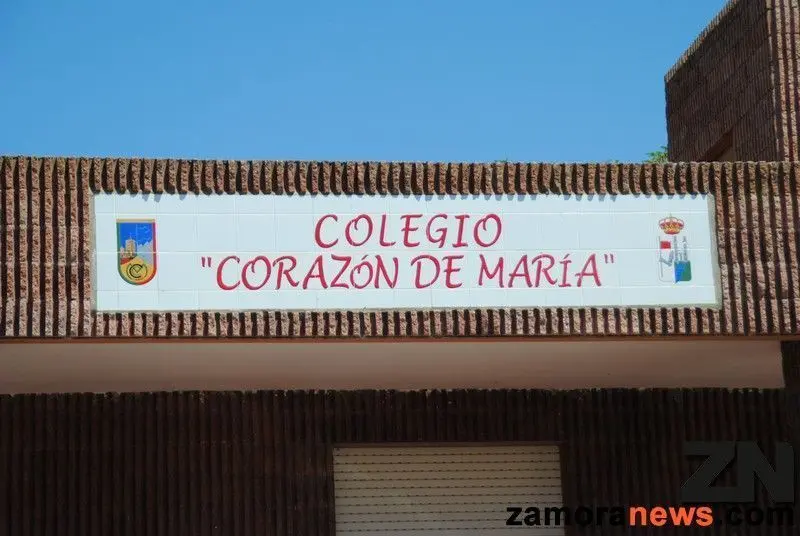 COLEGIO
"CORAZÓN DE MARÍA"
ZN
zamoranews.com